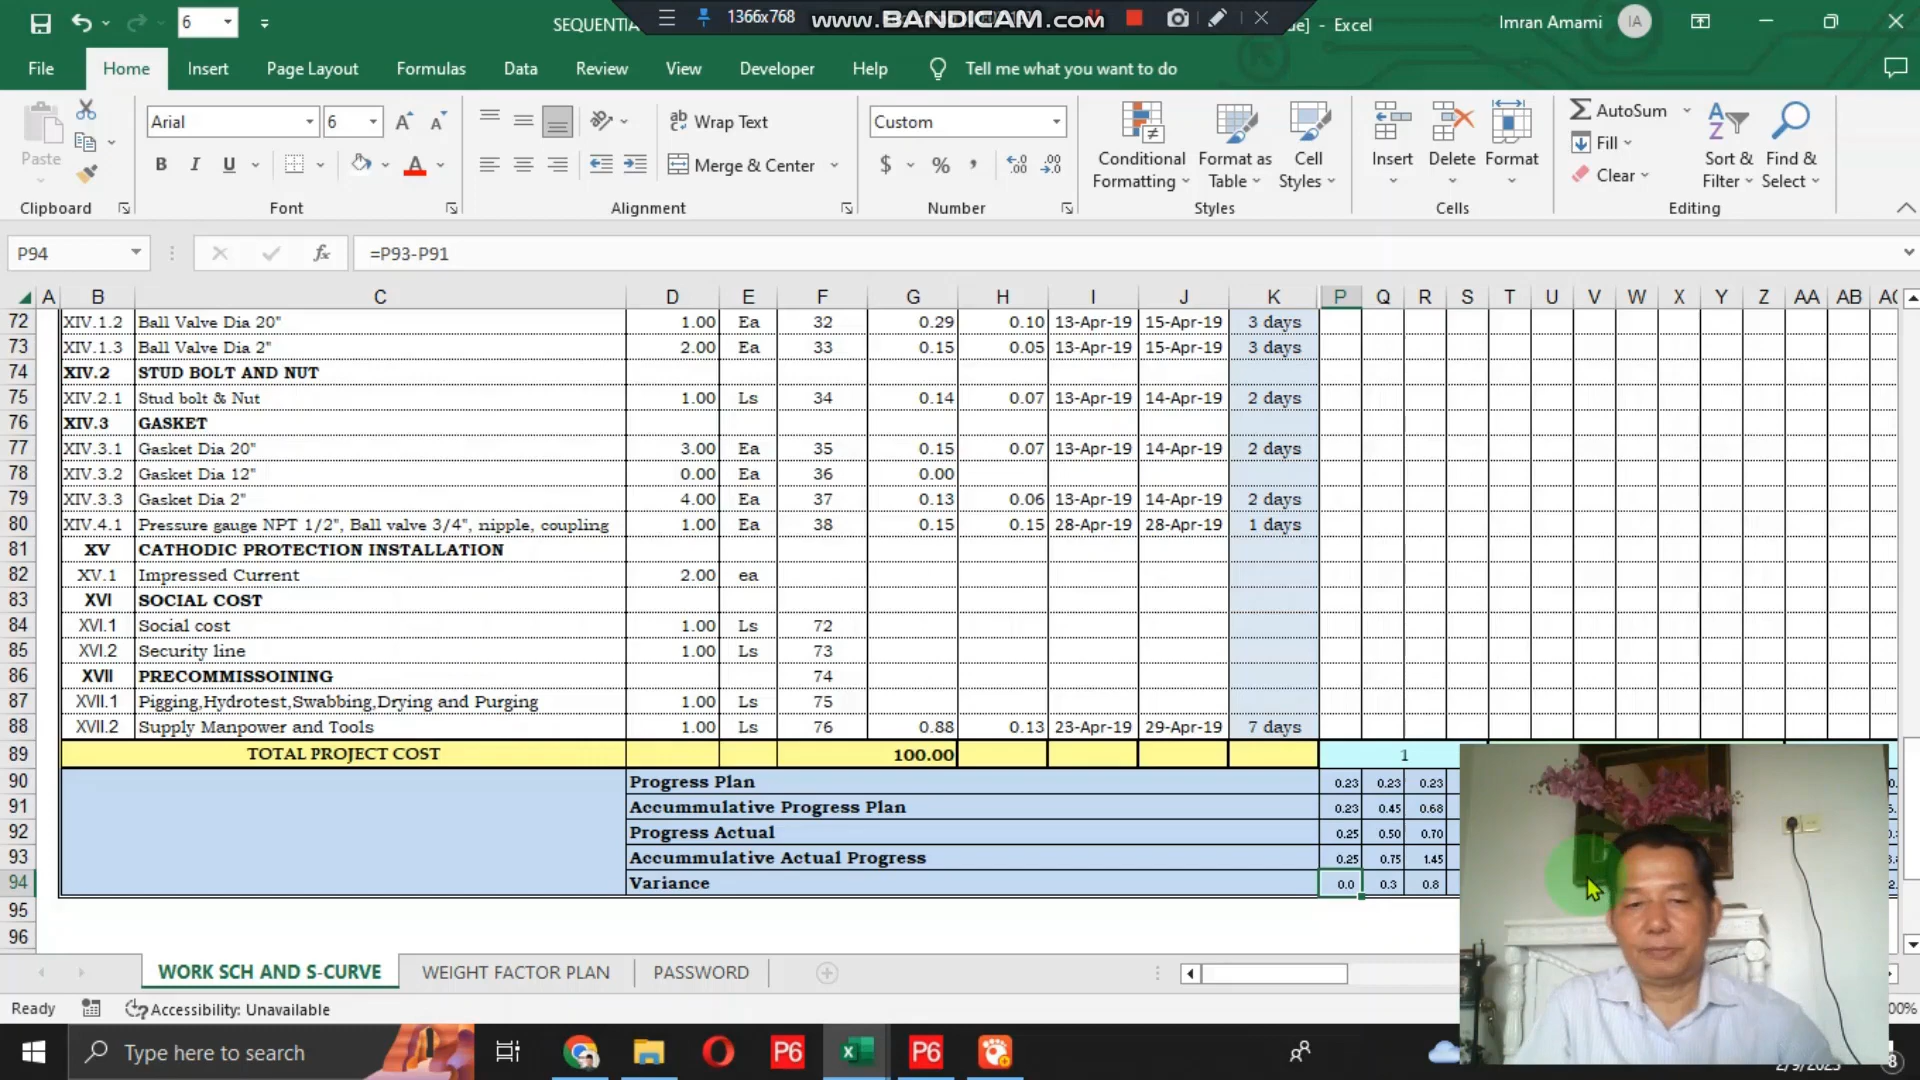 6
SEQUENTIA
1366x768
www.BANDICAM.com
de] - Excel
Imran Amami
IA
File Home Insert Page Layout Formulas Data Review View Developer Help Tell me what you want to do
Paste
Arial 6
Wrap Text
Merge & Center
Custom
Conditional Formatting
Format as Table
Cell Styles
Insert Delete Format
AutoSum
Fill
Clear
Sort & Filter
Find & Select
Clipboard Font Alignment Number Styles Cells Editing
P94 =P93-P91
A B C D E F G H I J K P Q R S T U V W X Y Z AA AB AC
72 XIV.1.2 Ball Valve Dia 20" 1.00 Ea 32 0.29 0.10 13-Apr-19 15-Apr-19 3 days
73 XIV.1.3 Ball Valve Dia 2" 2.00 Ea 33 0.15 0.05 13-Apr-19 15-Apr-19 3 days
74 XIV.2 STUD BOLT AND NUT
75 XIV.2.1 Stud bolt & Nut 1.00 Ls 34 0.14 0.07 13-Apr-19 14-Apr-19 2 days
76 XIV.3 GASKET
77 XIV.3.1 Gasket Dia 20" 3.00 Ea 35 0.15 0.07 13-Apr-19 14-Apr-19 2 days
78 XIV.3.2 Gasket Dia 12" 0.00 Ea 36 0.00
79 XIV.3.3 Gasket Dia 2" 4.00 Ea 37 0.13 0.06 13-Apr-19 14-Apr-19 2 days
80 XIV.4.1 Pressure gauge NPT 1/2", Ball valve 3/4", nipple, coupling 1.00 Ea 38 0.15 0.15 28-Apr-19 28-Apr-19 1 days
81 XV CATHODIC PROTECTION INSTALLATION
82 XV.1 Impressed Current 2.00 ea
83 XVI SOCIAL COST
84 XVI.1 Social cost 1.00 Ls 72
85 XVI.2 Security line 1.00 Ls 73
86 XVII PRECOMMISSOINING 74
87 XVII.1 Pigging,Hydrotest,Swabbing,Drying and Purging 1.00 Ls 75
88 XVII.2 Supply Manpower and Tools 1.00 Ls 76 0.88 0.13 23-Apr-19 29-Apr-19 7 days
89 TOTAL PROJECT COST 100.00 1
90 Progress Plan 0.23 0.23 0.23
91 Accummulative Progress Plan 0.23 0.45 0.68
92 Progress Actual 0.25 0.50 0.70
93 Accummulative Actual Progress 0.25 0.75 1.45
94 Variance 0.0 0.3 0.8
95
96
WORK SCH AND S-CURVE WEIGHT FACTOR PLAN PASSWORD
Ready Accessibility: Unavailable
Type here to search
P6 P6